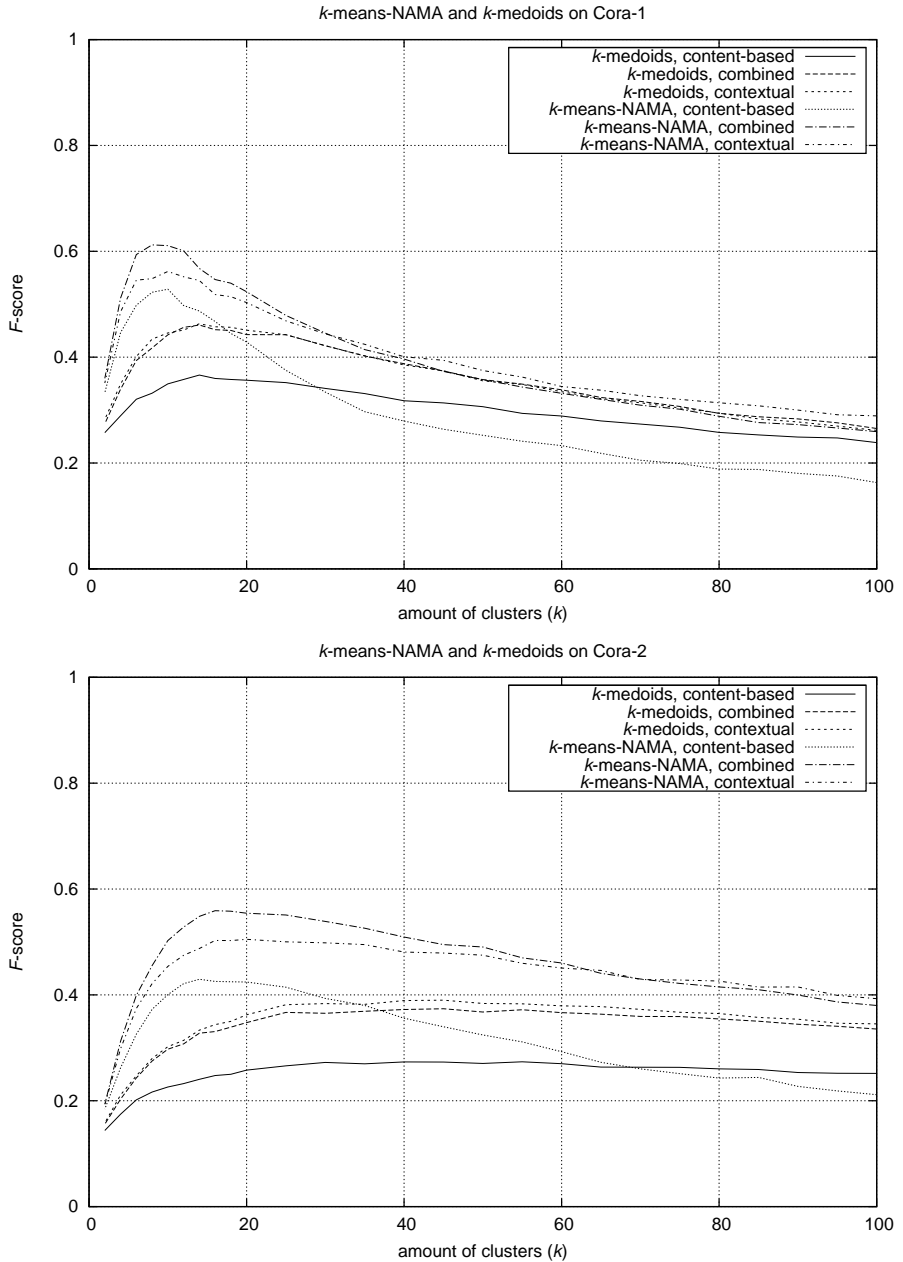 k-means-NAMA and k-medoids on Cora-1
1
0.8
0.6
0.4
0.2
0
F-score
k-medoids, content-based
k-medoids, combined
k-medoids, contextual
k-means-NAMA, content-based
k-means-NAMA, combined
k-means-NAMA, contextual
0 20 40 60 80 100
amount of clusters (k)
k-means-NAMA and k-medoids on Cora-2
1
0.8
0.6
0.4
0.2
0
F-score
k-medoids, content-based
k-medoids, combined
k-medoids, contextual
k-means-NAMA, content-based
k-means-NAMA, combined
k-means-NAMA, contextual
0 20 40 60 80 100
amount of clusters (k)